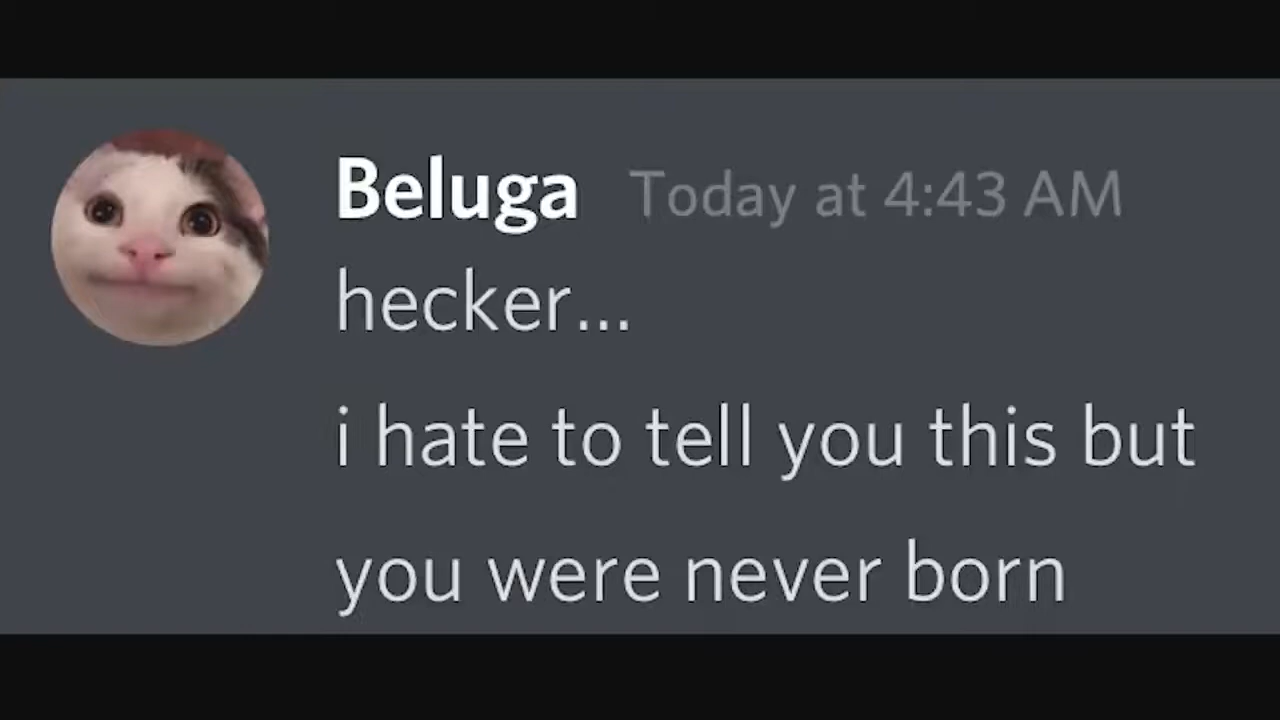 Beluga Today at 4:43 AM
hecker...
i hate to tell you this but
you were never born